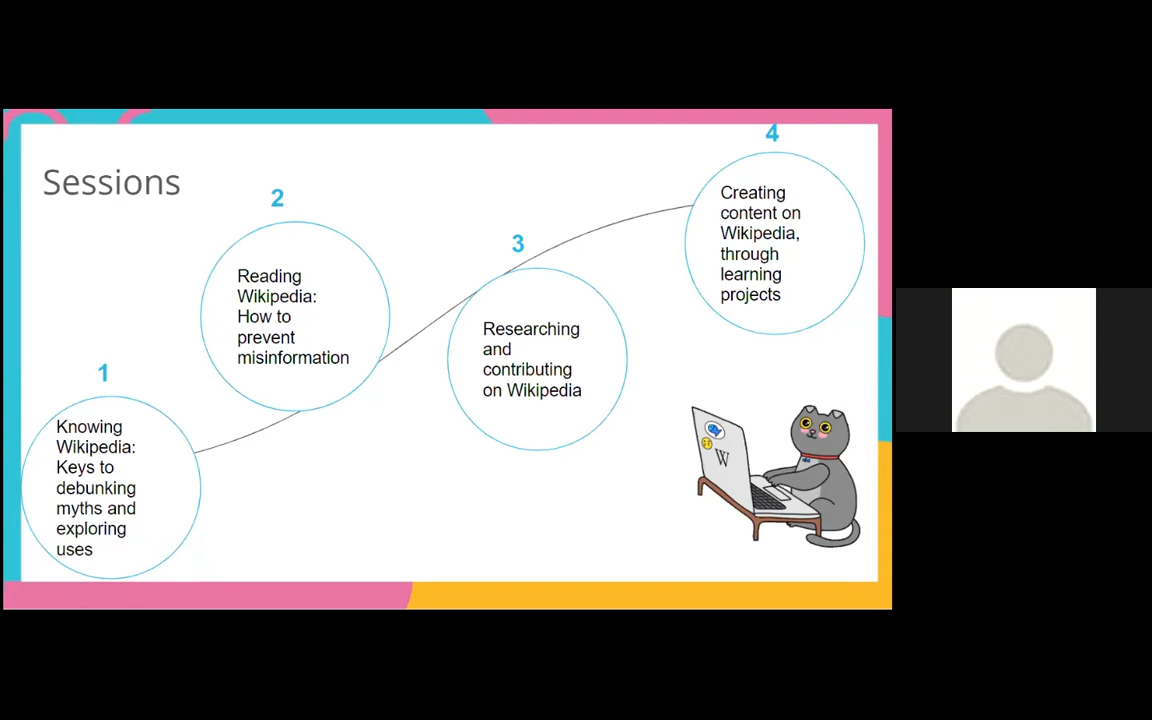 Sessions
1
Knowing
Wikipedia:
Keys to
debunking
myths and
exploring
uses
2
Reading
Wikipedia:
How to
prevent
misinformation
3
Researching
and
contributing
on Wikipedia
4
Creating
content on
Wikipedia,
through
learning
projects
W